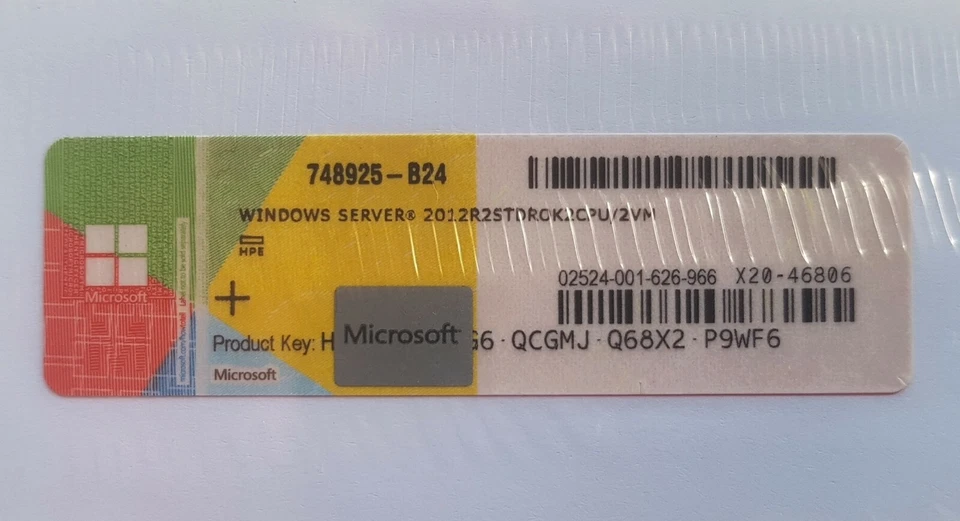 748925-B24
WINDOWS SERVER® 2012R2STDROK2CPU/2VM
HPE
02524-001-626-966 X20-46806
Microsoft
Microsoft
Product Key: H G6-QCGMJ-Q68X2-P9WF6
Microsoft